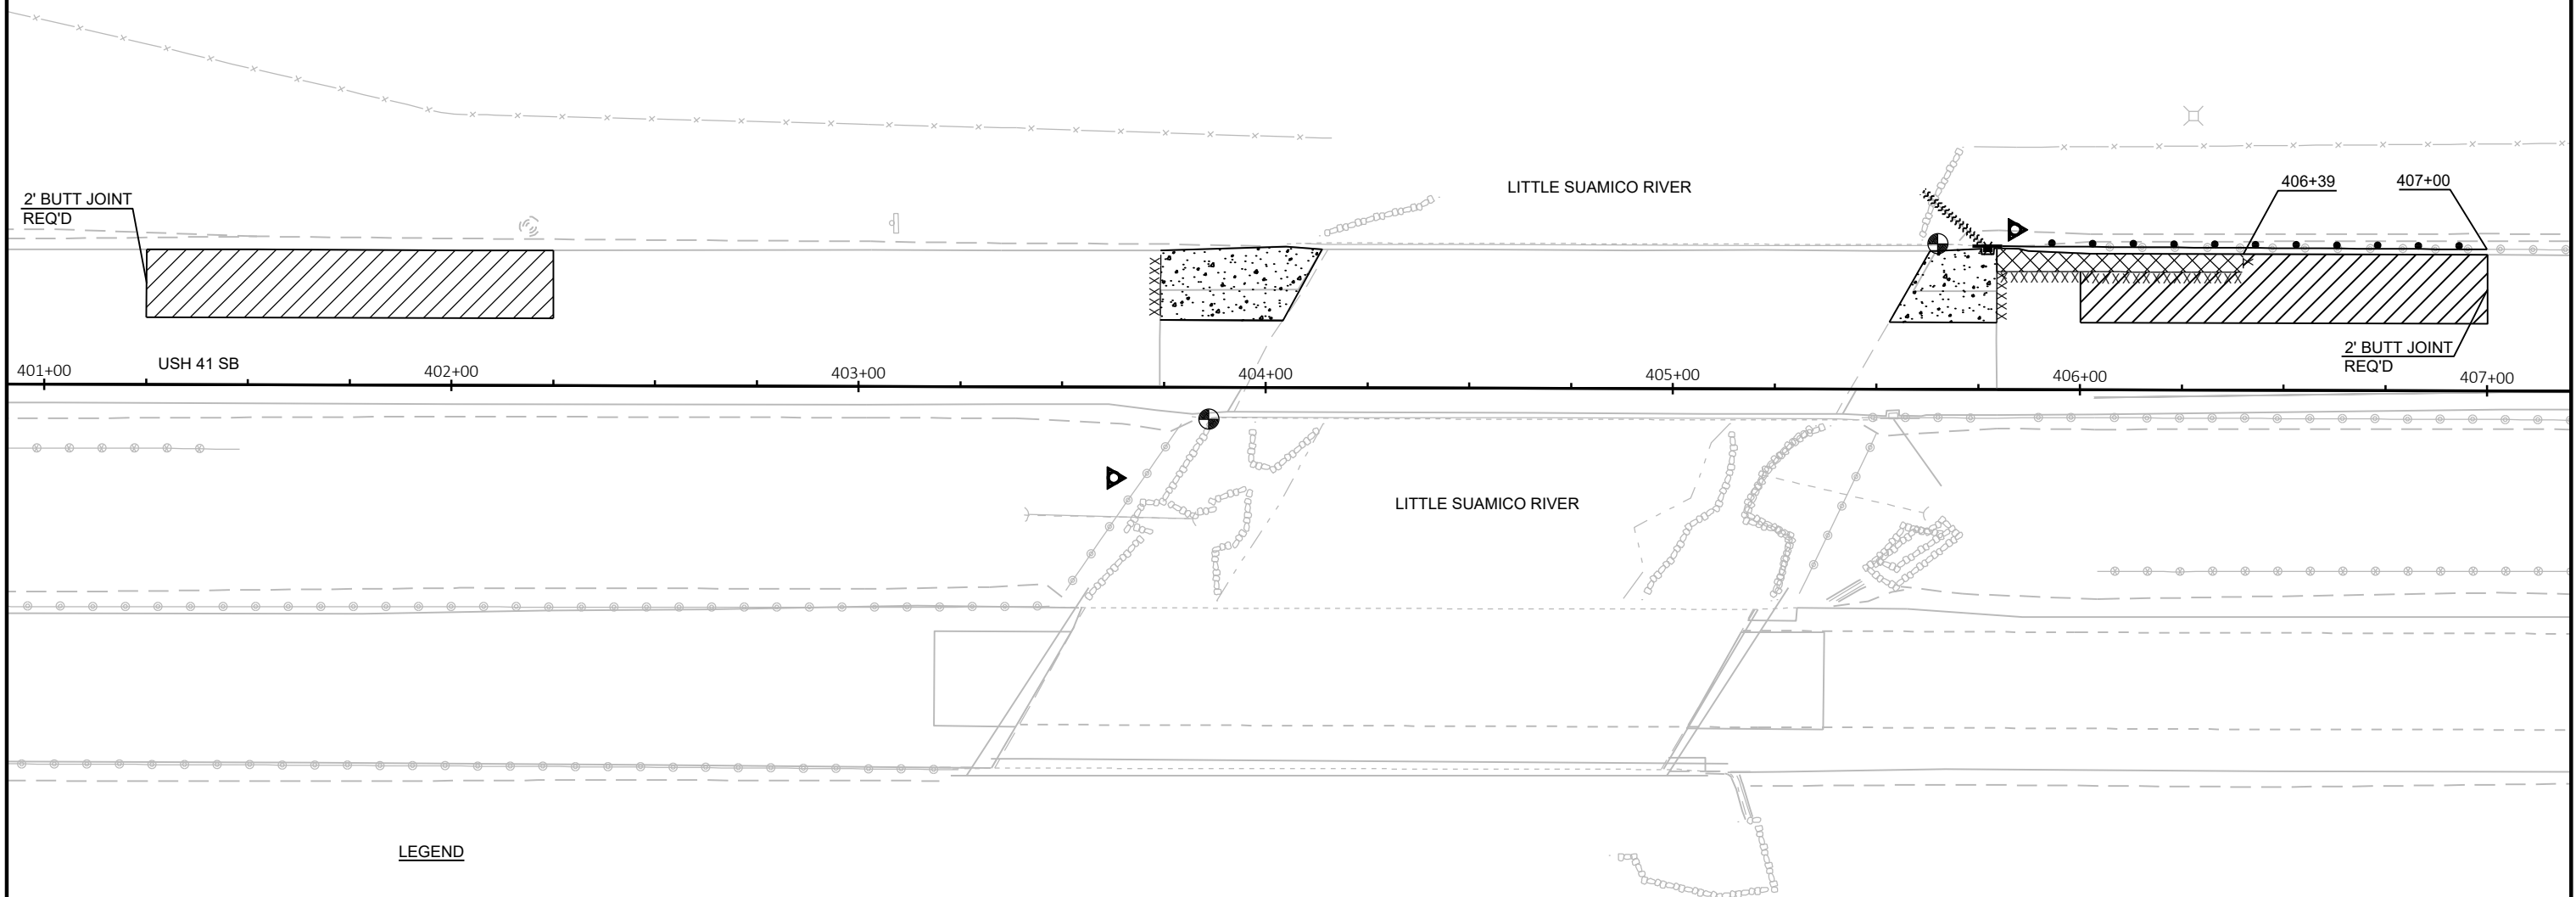 LITTLE SUAMICO RIVER
406+39
407+00
2' BUTT JOINT
REQ'D
2' BUTT JOINT
REQ'D
USH 41 SB
401+00
402+00
403+00
404+00
405+00
406+00
407+00
LITTLE SUAMICO RIVER
LEGEND